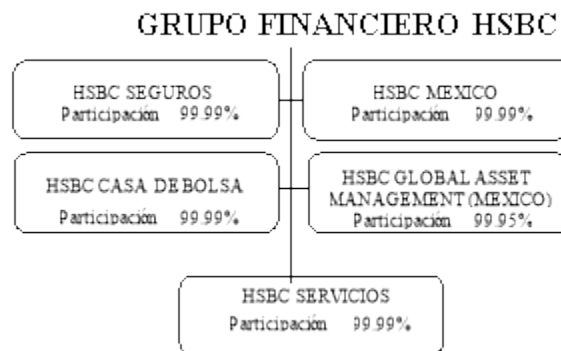 GRUPO FINANCIERO HSBC
HSBC SEGUROS
Participación 99.99%
HSBC MEXICO
Participación 99.99%
HSBC CASA DE BOLSA
Participación 99.99%
HSBC GLOBAL ASSET
MANAGEMENT (MEXICO)
Participación 99.95%
HSBC SERVICIOS
Participación 99.99%